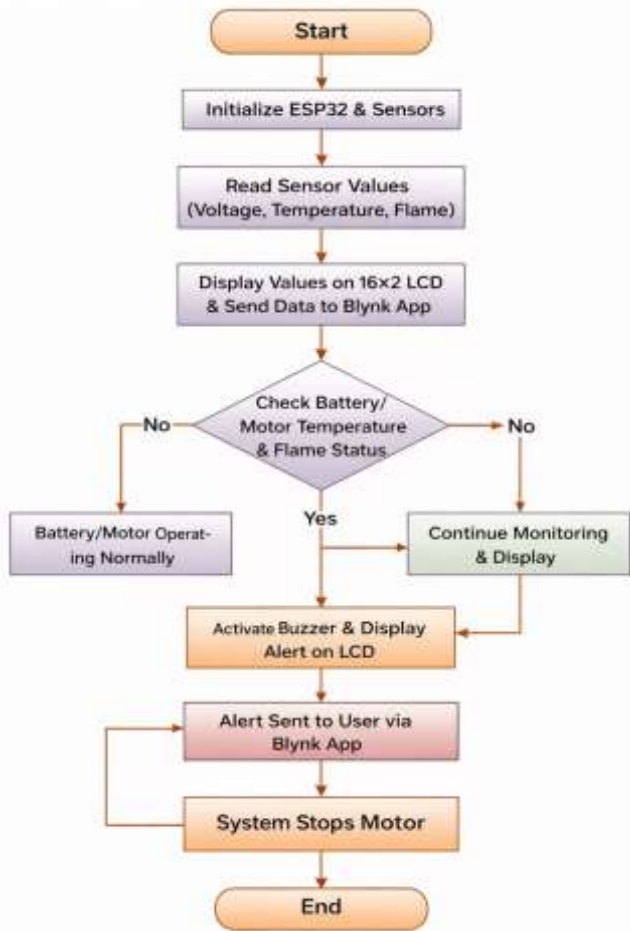 Start
Initialize ESP32 & Sensors
Read Sensor Values
(Voltage, Temperature, Flame)
Display Values on 16×2 LCD
& Send Data to Blynk App
Check Battery/
Motor Temperature
& Flame Status
No
No
Yes
Battery/Motor Operat-
ing Normally
Continue Monitoring
& Display
Activate Buzzer & Display
Alert on LCD
Alert Sent to User via
Blynk App
System Stops Motor
End